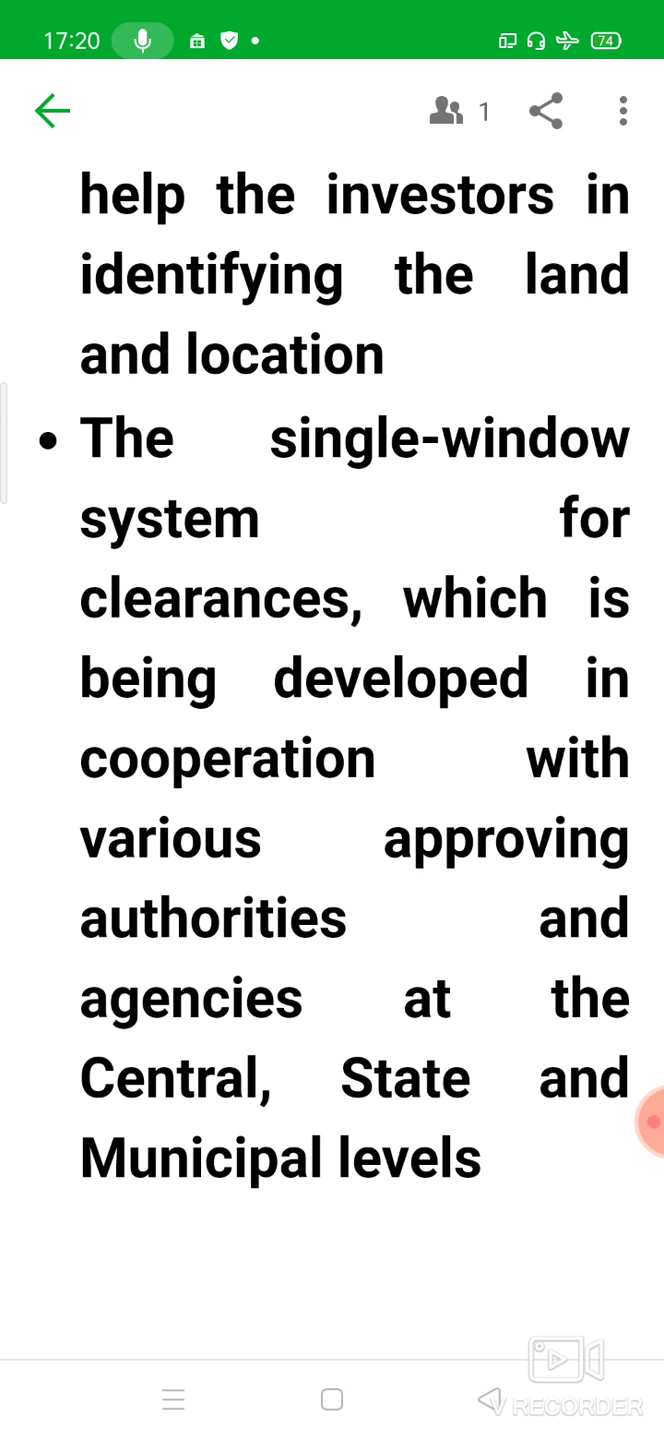 17:20
74
1
help the investors in
identifying the land
and location
• The single-window
system for
clearances, which is
being developed in
cooperation with
various approving
authorities and
agencies at the
Central, State and
Municipal levels
V RECORDER